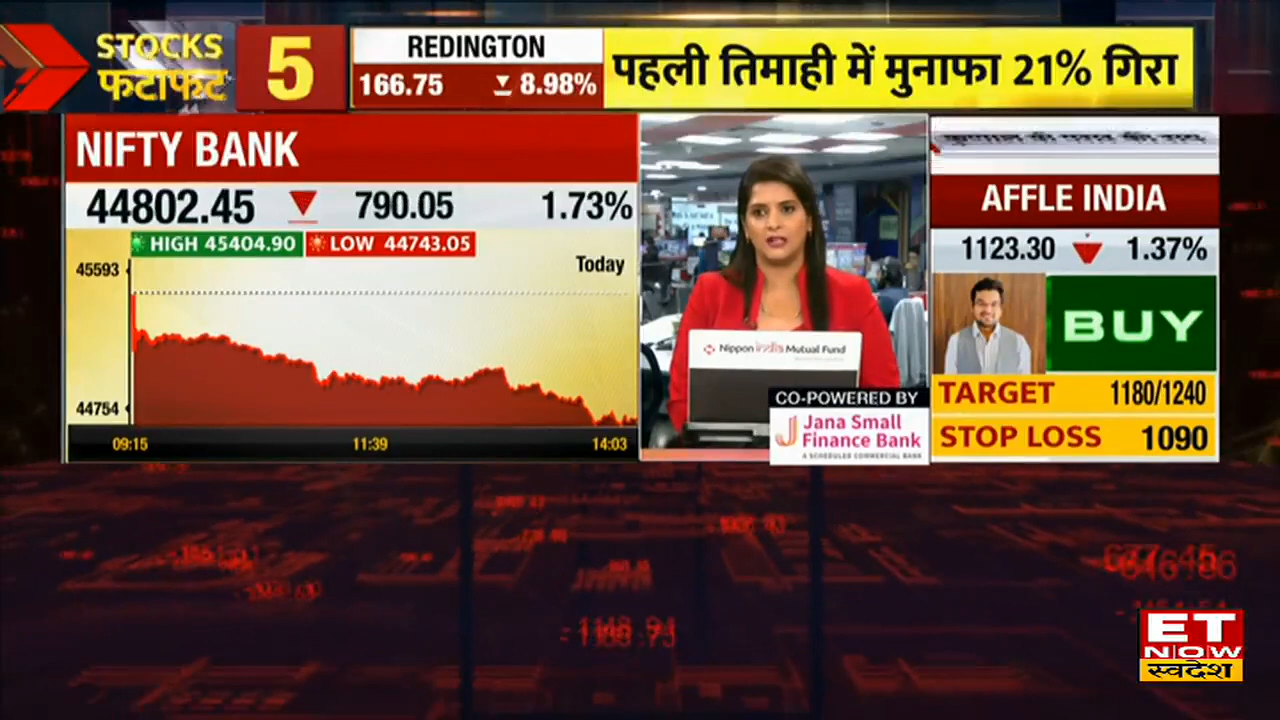 STOCKS
फटाफट
5
REDINGTON
166.75 8.98%
पहली तिमाही में मुनाफा 21% गिरा
NIFTY BANK
44802.45 790.05 1.73%
HIGH 45404.90 LOW 44743.05
Today
45593
44754
09:15 11:39 14:03
Nippon India Mutual Fund
CO-POWERED BY
Jana Small
Finance Bank
A SCHEDULED COMMERCIAL BANK
AFFLE INDIA
1123.30 1.37%
BUY
TARGET 1180/1240
STOP LOSS 1090
ET
NOW
स्वदेश